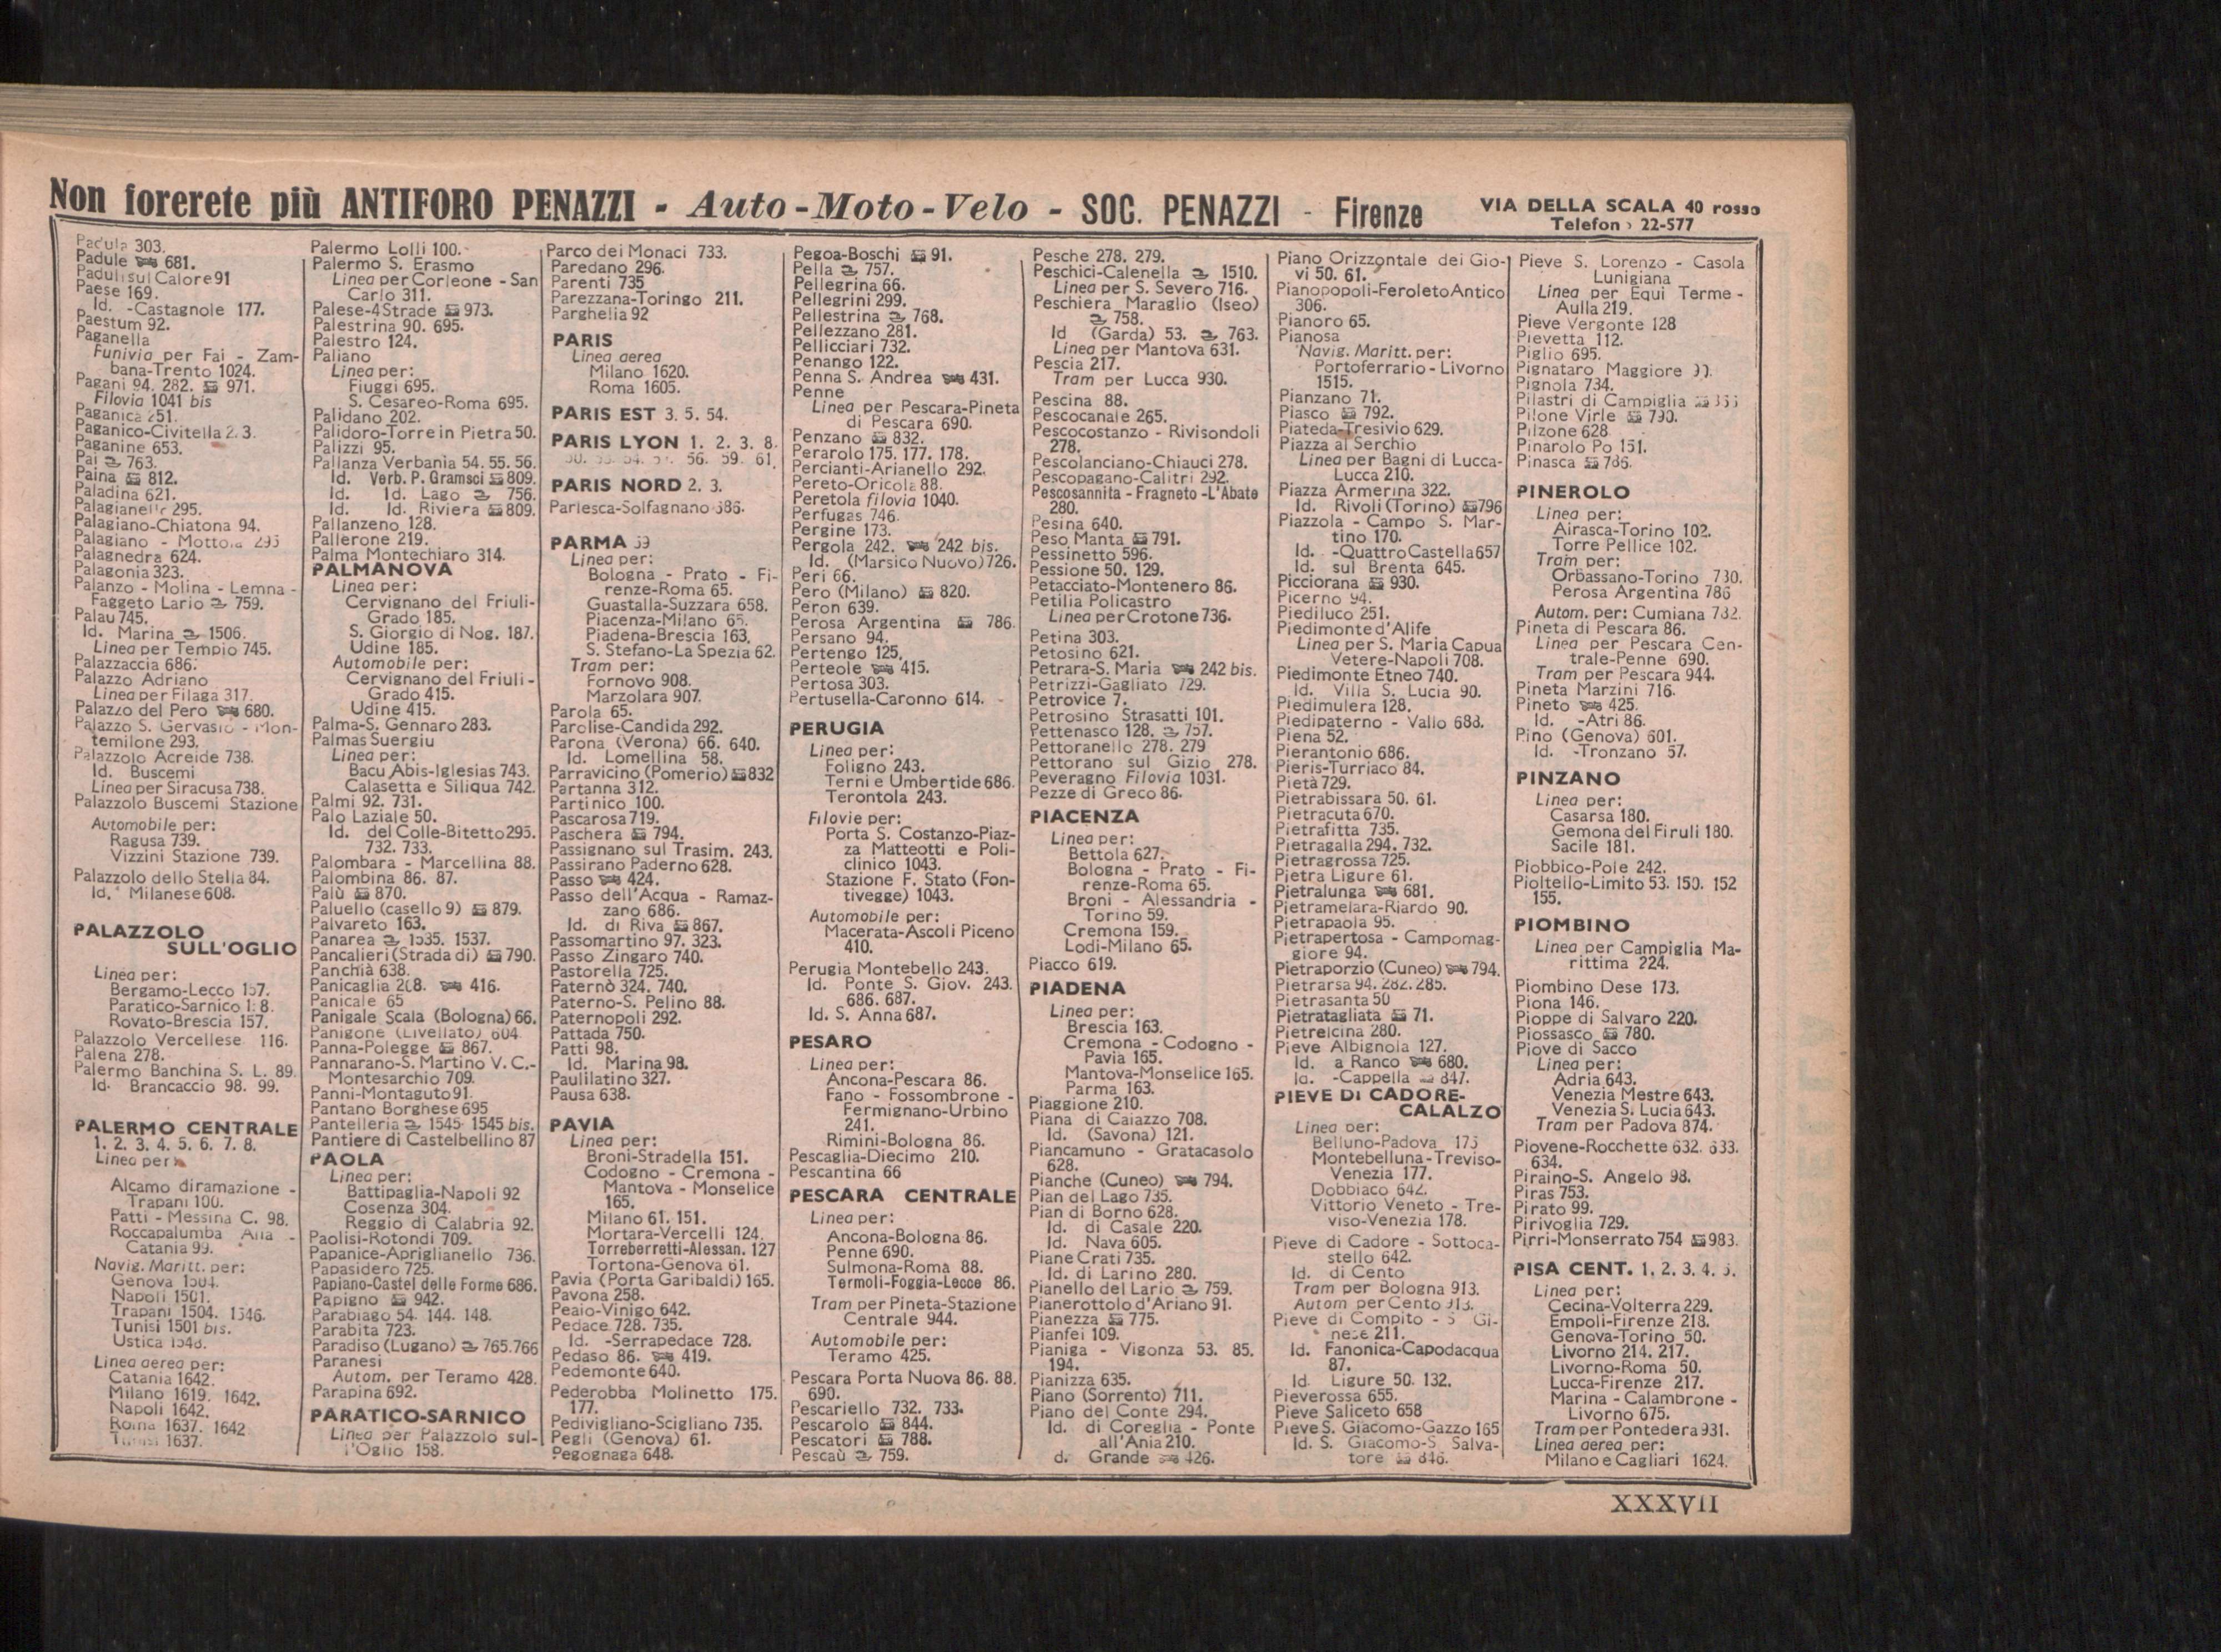 Non forerete più ANTIFORO PENAZZI - Auto-Moto-Velo - SOC. PENAZZI - Firenze VIA DELLA SCALA 40 rosso
Telefon 22-577
Padula 303.
Padule 681.
Paduli sul Calore 91
Paese 169.
Id. -Castagnole 177.
Paestum 92.
Paganella
Funivia per Fai - Zam-
bana-Trento 1024.
Pagani 94. 282. 971.
Filovia 1041 bis
Paganica 251.
Paganico-Civitella 2. 3.
Paganine 653.
Pai 763.
Paina 812.
Paladina 621.
Palagianello 295.
Palagiano-Chiatona 94.
Palagiano - Mottola 295
Palagnedra 624.
Palagonia 323.
Palanzo - Molina - Lemna -
Faggeto Lario 759.
Palau 745.
Id. Marina 1506.
Linea per Tempio 745.
Palazzaccia 686.
Palazzo Adriano
Linea per Filaga 317.
Palazzo del Pero 680.
Palazzo S. Gervasio - Mon-
temilone 293.
Palazzolo Acreide 738.
Id. Buscemi
Linea per Siracusa 738.
Palazzolo Buscemi Stazione
Automobile per:
Ragusa 739.
Vizzini Stazione 739.
Palazzolo dello Stella 84.
Id. Milanese 608.
PALAZZOLO
SULL'OGLIO
Linea per:
Bergamo-Lecco 157.
Paratico-Sarnico 158.
Rovato-Brescia 157.
Palazzolo Vercellese 116.
Palena 278.
Palermo Banchina S. L. 89.
Id. Brancaccio 98. 99.
PALERMO CENTRALE
1. 2. 3. 4. 5. 6. 7. 8.
Linea per:
Alcamo diramazione -
Trapani 100.
Patti - Messina C. 98.
Roccapalumba Alia -
Catania 99.
Navig. Maritt. per:
Genova 1504.
Napoli 1501.
Trapani 1504. 1546.
Tunisi 1501 bis.
Ustica 1546.
Linea aerea per:
Catania 1642.
Milano 1619. 1642.
Napoli 1642.
Roma 1637. 1642
Tunisi 1637.
Palermo Lolli 100.
Palermo S. Erasmo
Linea per Corleone - San
Carlo 311.
Palese-4 Strade 973.
Palestrina 90. 695.
Palestro 124.
Paliano
Linea per:
Fiuggi 695.
S. Cesareo-Roma 695.
Palidano 202.
Palidoro-Torre in Pietra 50.
Palizzi 95.
Pallanza Verbania 54. 55. 56.
Id. Verb. P. Gramsci 809.
Id. Id. Lago 756.
Id. Id. Riviera 809.
Pallanzeno 128.
Pallerone 219.
Palma Montechiaro 314.
PALMANOVA
Linea per:
Cervignano del Friuli-
Grado 185.
S. Giorgio di Nog. 187.
Udine 185.
Automobile per:
Cervignano del Friuli-
Grado 415.
Udine 415.
Palma-S. Gennaro 283.
Palmas Suergiu
Linea per:
Bacu Abis-Iglesias 743.
Calasetta e Siliqua 742.
Palmi 92. 731.
Palo Laziale 50.
Id. del Colle-Bitetto 295.
732. 733.
Palombara - Marcellina 88.
Palombina 86. 87.
Palù 870.
Paluello (casello 9) 879.
Palvareto 163.
Panarea 1535. 1537.
Pancalieri (Strada di) 790.
Panchià 638.
Panicaglia 208. 416.
Panicale 65
Panigale Scala (Bologna) 66.
Panigone (Livellato) 604
Panna-Polegge 867.
Pannarano-S. Martino V. C.-
Montesarchio 709.
Panni-Montaguto 91.
Pantano Borghese 695
Pantelleria 1545 1545 bis.
Pantiere di Castelbellino 87
PAOLA
Linea per:
Battipaglia-Napoli 92
Cosenza 304.
Reggio di Calabria 92.
Paolisi-Rotondi 709.
Papanice-Apriglianello 736.
Papasidero 725.
Papiano-Castel delle Forme 686.
Papigno 942.
Parabiago 54. 144. 148.
Parabita 723.
Paradiso (Lugano) 765.766
Paranesi
Autom. per Teramo 428.
Parapina 692.
PARATICO-SARNICO
Linea per Palazzolo sul-
l'Oglio 158.
Parco dei Monaci 733.
Paredano 296.
Parenti 735
Parezzana-Toringo 211.
Parghelia 92
PARIS
Linea aerea
Milano 1620.
Roma 1605.
PARIS EST 3. 5. 54.
PARIS LYON 1. 2. 3. 8.
50. 53. 54. 56. 59. 61.
PARIS NORD 2. 3.
Parlesca-Solfagnano 686.
PARMA 59
Linea per:
Bologna - Prato - Fi-
renze-Roma 65.
Guastalla-Suzzara 658.
Piacenza-Milano 65.
Piadena-Brescia 163.
S. Stefano-La Spezia 62.
Tram per:
Fornovo 908.
Marzolara 907.
Parola 65.
Parolise-Candida 292.
Parona (Verona) 66. 640.
Id. Lomellina 58.
Parravicino (Pomerio) 832
Partanna 312.
Partinico 100.
Pascarosa 719.
Paschera 794.
Passignano sul Trasim. 243.
Passirano Paderno 628.
Passo 424.
Passo dell'Acqua - Ramaz-
zano 686.
Id. di Riva 867.
Passomartino 97. 323.
Passo Zingaro 740.
Pastorella 725.
Paternò 324. 740.
Paterno-S. Pelino 88.
Paternopoli 292.
Pattada 750.
Patti 98.
Id. Marina 98.
Paulilatino 327.
Pausa 638.
PAVIA
Linea per:
Broni-Stradella 151.
Codogno - Cremona -
Mantova - Monselice
165.
Milano 61. 151.
Mortara-Vercelli 124.
Torreberretti-Alessan. 127
Tortona-Genova 61.
Pavia (Porta Garibaldi) 165.
Pavona 258.
Peaio-Vinigo 642.
Pedace 728. 735.
Id. -Serrapedace 728.
Pedaso 86. 419.
Pedemonte 640.
Pederobba Molinetto 175.
177.
Pedivigliano-Scigliano 735.
Pegli (Genova) 61.
Pegognaga 648.
Pegoa-Boschi 91.
Pella 757.
Pellegrina 66.
Pellegrini 299.
Pellestrina 768.
Pellezzano 281.
Pellicciari 732.
Penango 122.
Penna S. Andrea 431.
Penne
Linea per Pescara-Pineta
di Pescara 690.
Penzano 832.
Perarolo 175. 177. 178.
Percianti-Arianello 292.
Pereto-Oricola 88.
Peretola filovia 1040.
Perfugas 746.
Pergine 173.
Pergola 242. 242 bis.
Id. (Marsico Nuovo) 726.
Peri 66.
Pero (Milano) 820.
Peron 639.
Perosa Argentina 786.
Persano 94.
Pertengo 125.
Perteole 415.
Pertosa 303.
Pertusella-Caronno 614.
PERUGIA
Linea per:
Foligno 243.
Terni e Umbertide 686.
Terontola 243.
Filovie per:
Porta S. Costanzo-Piaz-
za Matteotti e Poli-
clinico 1043.
Stazione F. Stato (Fon-
tivegge) 1043.
Automobile per:
Macerata-Ascoli Piceno
410.
Perugia Montebello 243.
Id. Ponte S. Giov. 243.
686. 687.
Id. S. Anna 687.
PESARO
Linea per:
Ancona-Pescara 86.
Fano - Fossombrone -
Fermignano-Urbino
241.
Rimini-Bologna 86.
Pescaglia-Diecimo 210.
Pescantina 66
PESCARA CENTRALE
Linea per:
Ancona-Bologna 86.
Penne 690.
Sulmona-Roma 88.
Termoli-Foggia-Lecce 86.
Tram per Pineta-Stazione
Centrale 944.
Automobile per:
Teramo 425.
Pescara Porta Nuova 86. 88.
690.
Pescariello 732. 733.
Pescarolo 844.
Pescatori 788.
Pescaù 759.
Pesche 278. 279.
Peschici-Calenella 1510.
Linea per S. Severo 716.
Peschiera Maraglio (Iseo)
758.
Id (Garda) 53. 763.
Linea per Mantova 631.
Pescia 217.
Tram per Lucca 930.
Pescina 88.
Pescocanale 265.
Pescocostanzo - Rivisondoli
278.
Pescolanciano-Chiauci 278.
Pescopagano-Calitri 292.
Pescosannita - Fragneto -L'Abate
280.
Pesina 640.
Peso Manta 791.
Pessinetto 596.
Pessione 50. 129.
Petacciato-Montenero 86.
Petilia Policastro
Linea per Crotone 736.
Petina 303.
Petosino 621.
Petrara-S. Maria 242 bis.
Petrizzi-Gagliato 729.
Petrovice 7.
Petrosino Strasatti 101.
Pettenasco 128. 757.
Pettoranello 278. 279
Pettorano sul Gizio 278.
Peveragno Filovia 1031.
Pezze di Greco 86.
PIACENZA
Linea per:
Bettola 627.
Bologna - Prato - Fi-
renze-Roma 65.
Broni - Alessandria -
Torino 59.
Cremona 159.
Lodi-Milano 65.
Piacco 619.
PIADENA
Linea per:
Brescia 163.
Cremona - Codogno -
Pavia 165.
Mantova-Monselice 165.
Parma 163.
Piaggione 210.
Piana di Caiazzo 708.
Id. (Savona) 121.
Piancamuno - Gratacasolo
628.
Pianche (Cuneo) 794.
Pian del Lago 735.
Pian di Borno 628.
Id. di Casale 220.
Id. Nava 605.
Piane Crati 735.
Id. di Larino 280.
Pianello del Lario 759.
Pianerottolo d'Ariano 91.
Pianezza 775.
Pianfei 109.
Pianiga - Vigonza 53. 85.
194.
Pianizza 635.
Piano (Sorrento) 711.
Piano del Conte 294.
Id. di Coreglia - Ponte
all'Ania 210.
d. Grande 426.
Piano Orizzontale dei Gio-
vi 50. 61.
Pianopopoli-Feroleto Antico
306.
Pianoro 65.
Pianosa
Navig. Maritt. per:
Portoferrario - Livorno
1515.
Pianzano 71.
Piasco 792.
Piateda-Tresivio 629.
Piazza al Serchio
Linea per Bagni di Lucca-
Lucca 210.
Piazza Armerina 322.
Id. Rivoli (Torino) 796
Piazzola - Campo S. Mar-
tino 170.
Id. -Quattro Castella 657
Id. sul Brenta 645.
Picciorana 930.
Picerno 94.
Piediluco 251.
Piedimonte d'Alife
Linea per S. Maria Capua
Vetere-Napoli 708.
Piedimonte Etneo 740.
Id. Villa S. Lucia 90.
Piedimulera 128.
Piedipaterno - Vallo 688.
Piena 52.
Pierantonio 686.
Pieris-Turriaco 84.
Pietà 729.
Pietrabissara 50. 61.
Pietracuta 670.
Pietrafitta 735.
Pietragalla 294. 732.
Pietragrossa 725.
Pietra Ligure 61.
Pietralunga 681.
Pietramelara-Riardo 90.
Pietrapaola 95.
Pietrapertosa - Campomag-
giore 94.
Pietraporzio (Cuneo) 794.
Pietrarsa 94. 282. 285.
Pietrasanta 50
Pietratagliata 71.
Pietrelcina 280.
Pieve Albignola 127.
Id. a Ranco 680.
Id. -Cappella 847.
PIEVE DI CADORE-
CALALZO
Linea per:
Belluno-Padova 175
Montebelluna-Treviso-
Venezia 177.
Dobbiaco 642.
Vittorio Veneto - Tre-
viso-Venezia 178.
Pieve di Cadore - Sottoca-
stello 642.
Id. di Cento
Tram per Bologna 913.
Autom per Cento 913.
Pieve di Compito - S Gi-
nese 211.
Id. Fanonica-Capodacqua
87.
Id Ligure 50. 132.
Pieverossa 655.
Pieve Saliceto 658
Pieve S. Giacomo-Gazzo 165
Id. S. Giacomo-S. Salva-
tore 846.
Pieve S. Lorenzo - Casola
Lunigiana
Linea per Equi Terme -
Aulla 219.
Pieve Vergonte 128
Pievetta 112.
Piglio 695.
Pignataro Maggiore 90.
Pignola 734.
Pilastri di Campiglia
Pilone Virle 790.
Pilzone 628
Pinarolo Po 151.
Pinasca 786.
PINEROLO
Linea per:
Airasca-Torino 102.
Torre Pellice 102.
Tram per:
Orbassano-Torino 730.
Perosa Argentina 786
Autom. per: Cumiana 782.
Pineta di Pescara 86.
Linea per Pescara Cen-
trale-Penne 690.
Tram per Pescara 944.
Pineta Marzini 716.
Pineto 425.
Id. -Atri 86.
Pino (Genova) 601.
Id. -Tronzano 57.
PINZANO
Linea per:
Casarsa 180.
Gemona del Firuli 180.
Sacile 181.
Piobbico-Pole 242.
Pioltello-Limito 53. 150. 152
155.
PIOMBINO
Linea per Campiglia Ma-
rittima 224.
Piombino Dese 173.
Piona 146.
Pioppe di Salvaro 220.
Piossasco 780.
Piove di Sacco
Linea per:
Adria 643.
Venezia Mestre 643.
Venezia S. Lucia 643.
Tram per Padova 874.
Piovene-Rocchette 632. 633.
634.
Piraino-S. Angelo 98.
Piras 753.
Pirato 99.
Pirivoglia 729.
Pirri-Monserrato 754 983.
PISA CENT. 1. 2. 3. 4. 5.
Linea per:
Cecina-Volterra 229.
Empoli-Firenze 218.
Genova-Torino 50.
Livorno 214. 217.
Livorno-Roma 50.
Lucca-Firenze 217.
Marina - Calambrone -
Livorno 675.
Tram per Pontedera 931.
Linea aerea per:
Milano e Cagliari 1624.
XXXVII